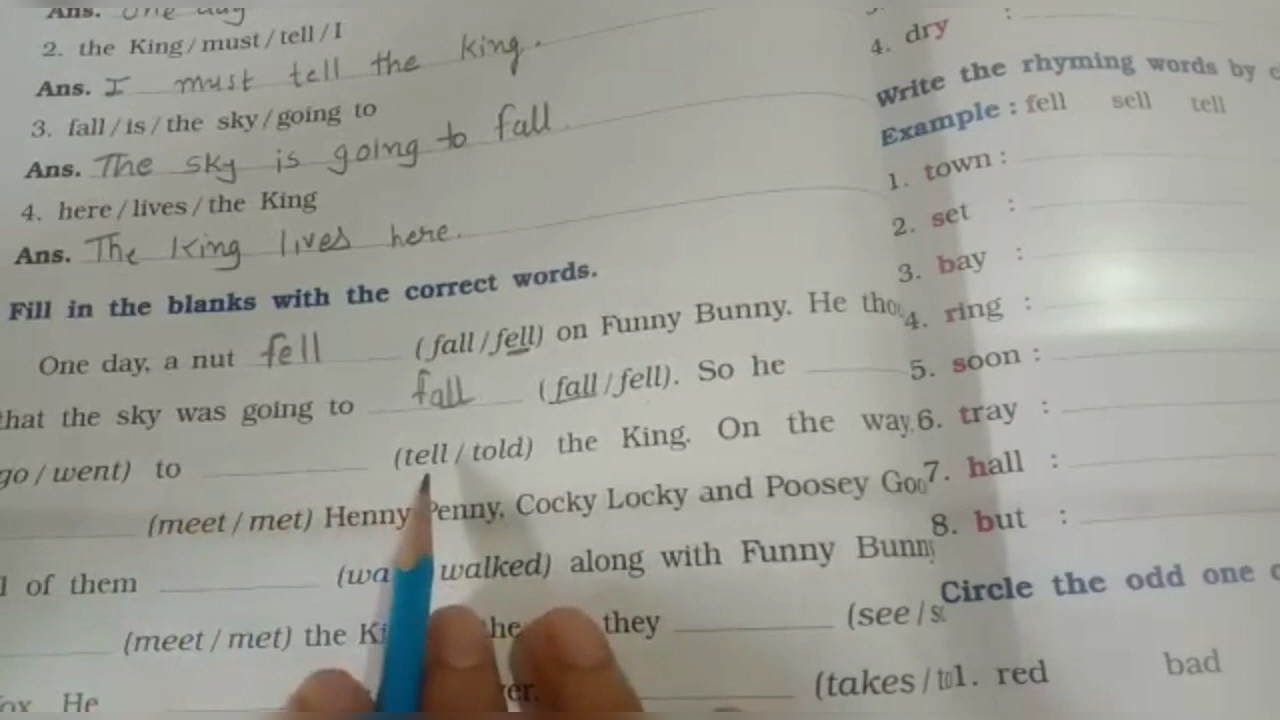 Ans. One day
2. the King / must / tell / I
Ans. I must tell the king.
3. fall / is / the sky / going to
Ans. The sky is going to fall.
4. here / lives / the King
Ans. The King lives here.
Fill in the blanks with the correct words.
One day, a nut fell (fall / fell) on Funny Bunny. He
that the sky was going to fall (fall / fell). So he
go / went) to (tell / told) the King. On the way,
(meet / met) Henny Penny, Cocky Locky and Poosey
of them walked) along with Funny
(meet / met) the they (see /
He (takes /
4. dry :
Write the rhyming words by
Example : fell sell tell
1. town :
2. set :
3. bay :
4. ring :
5. soon :
6. tray :
7. hall :
8. but :
Circle the odd one
1. red bad